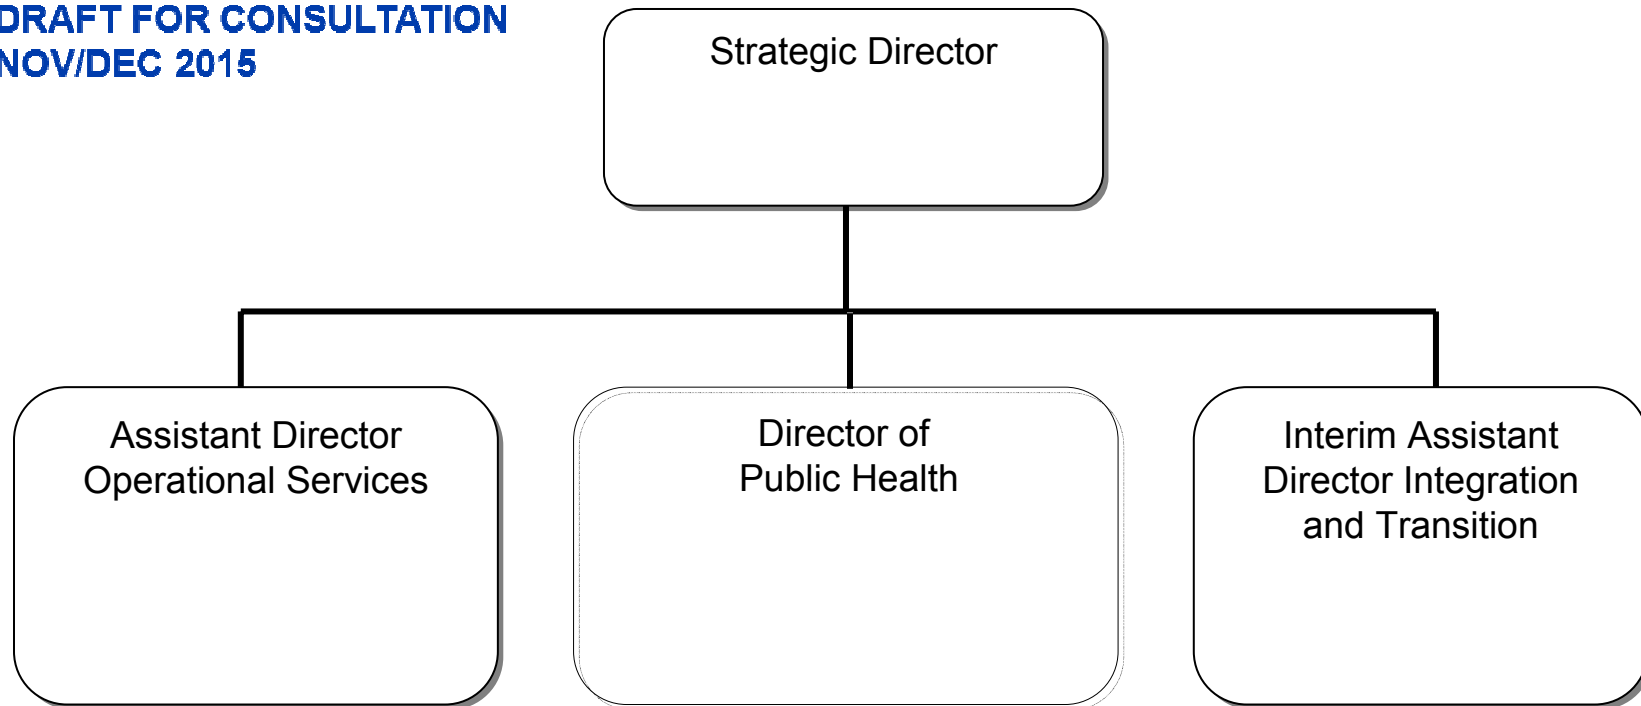 DRAFT FOR CONSULTATION
NOV/DEC 2015
Strategic Director
Assistant Director
Operational Services
Director of
Public Health
Interim Assistant
Director Integration
and Transition